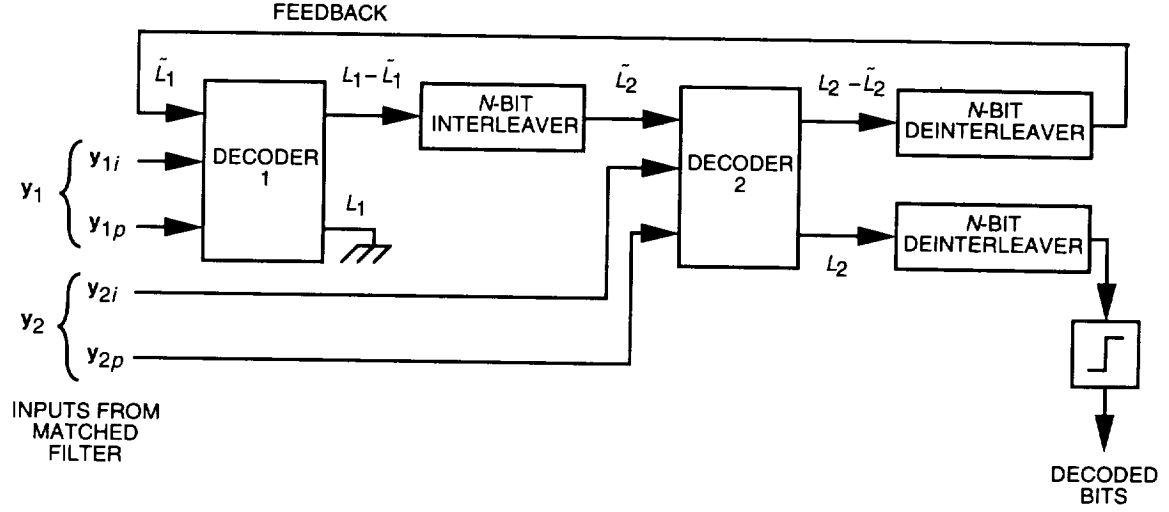 FEEDBACK
L̃₁
L₁ – L̃₁
N-BIT
INTERLEAVER
L̃₂
L₂ – L̃₂
N-BIT
DEINTERLEAVER
DECODER
1
DECODER
2
y₁
y₁ᵢ
y₁ₚ
L₁
N-BIT
DEINTERLEAVER
L₂
y₂
y₂ᵢ
y₂ₚ
INPUTS FROM
MATCHED
FILTER
DECODED
BITS